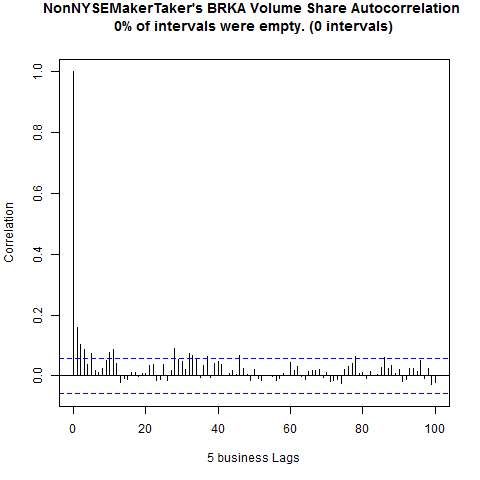 NonNYSEMakerTaker's BRKA Volume Share Autocorrelation
0% of intervals were empty. (0 intervals)
Correlation
1.0
0.8
0.6
0.4
0.2
0.0
0 20 40 60 80 100
5 business Lags